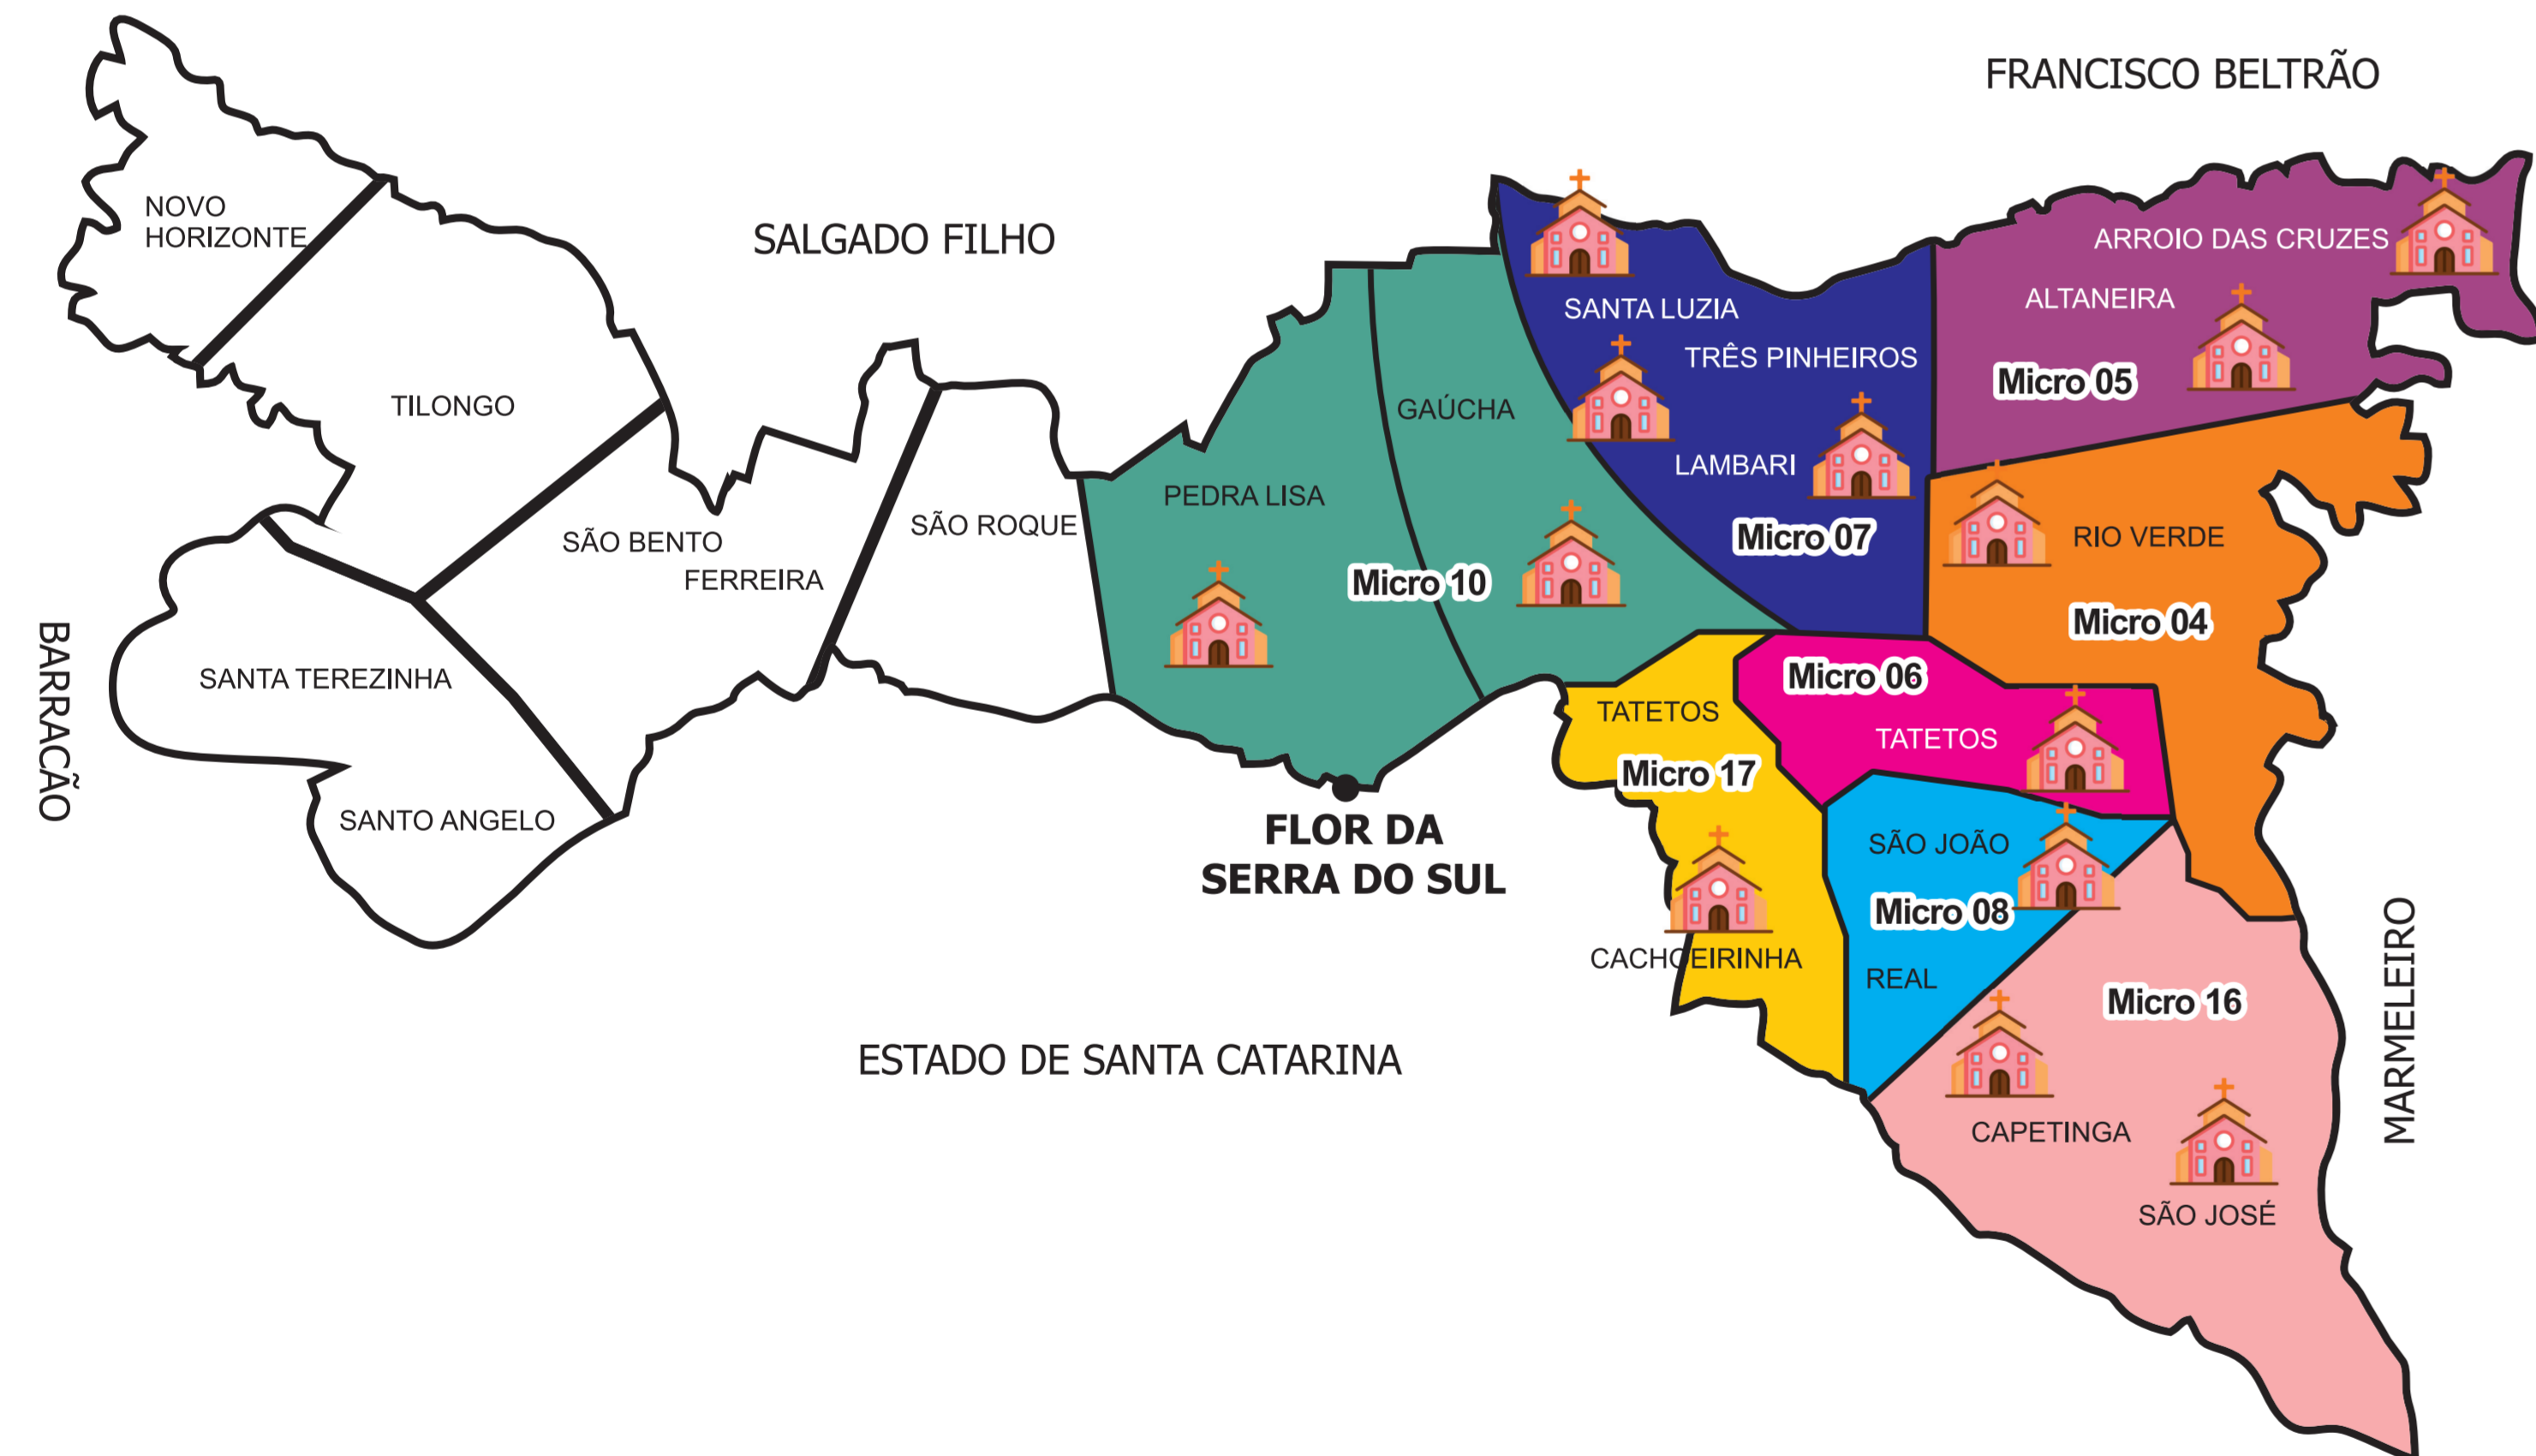 FRANCISCO BELTRÃO
NOVO
HORIZONTE
SALGADO FILHO
ARROIO DAS CRUZES
ALTANEIRA
SANTA LUZIA
TRÊS PINHEIROS
Micro 05
TILONGO
GAÚCHA
LAMBARI
PEDRA LISA
SÃO ROQUE
Micro 07
RIO VERDE
SÃO BENTO
FERREIRA
Micro 10
Micro 04
BARRACÃO
SANTA TEREZINHA
Micro 06
TATETOS
TATETOS
Micro 17
SANTO ANGELO
FLOR DA
SERRA DO SUL
SÃO JOÃO
Micro 08
CACHOEIRINHA
REAL
Micro 16
MARMELEIRO
ESTADO DE SANTA CATARINA
CAPETINGA
SÃO JOSÉ